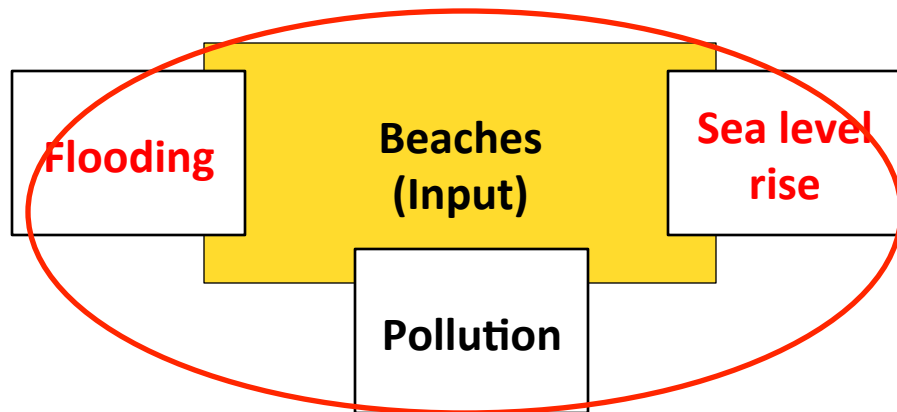 Flooding
Beaches
(Input)
Sea level
rise
Pollution